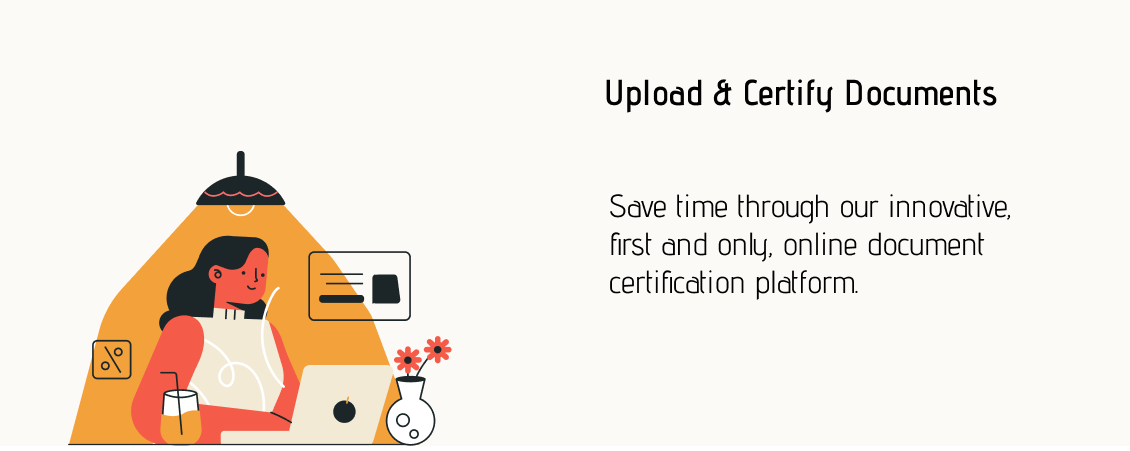 Upload & Certify Documents
Save time through our innovative,
first and only, online document
certification platform.
%